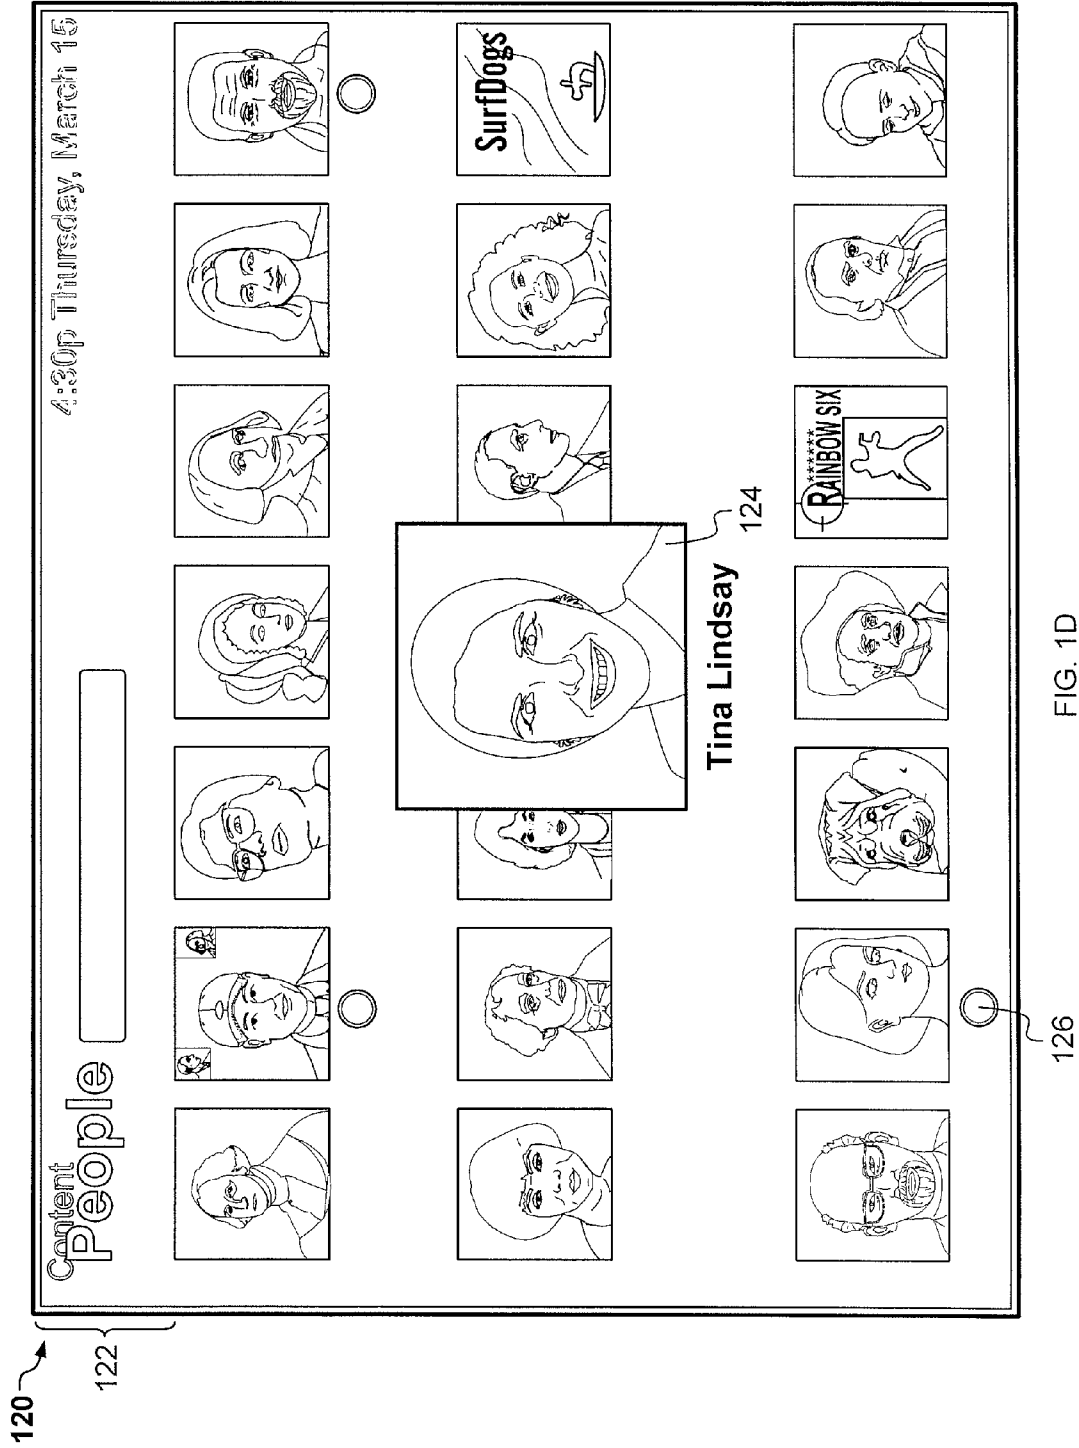 120
122
Content
People
4:30p Thursday, March 15
SurfDogs
Tina Lindsay
124
RAINBOW SIX
126
FIG. 1D